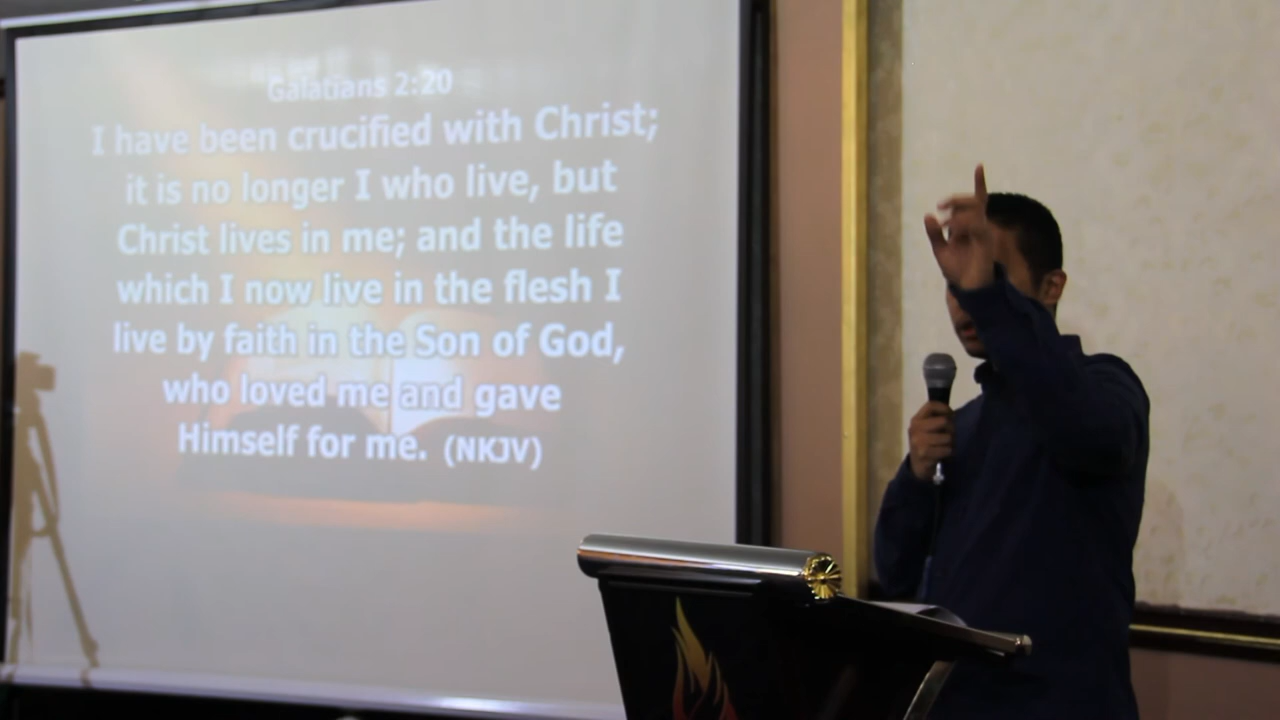 Galatians 2:20
I have been crucified with Christ;
it is no longer I who live, but
Christ lives in me; and the life
which I now live in the flesh I
live by faith in the Son of God,
who loved me and gave
Himself for me. (NKJV)